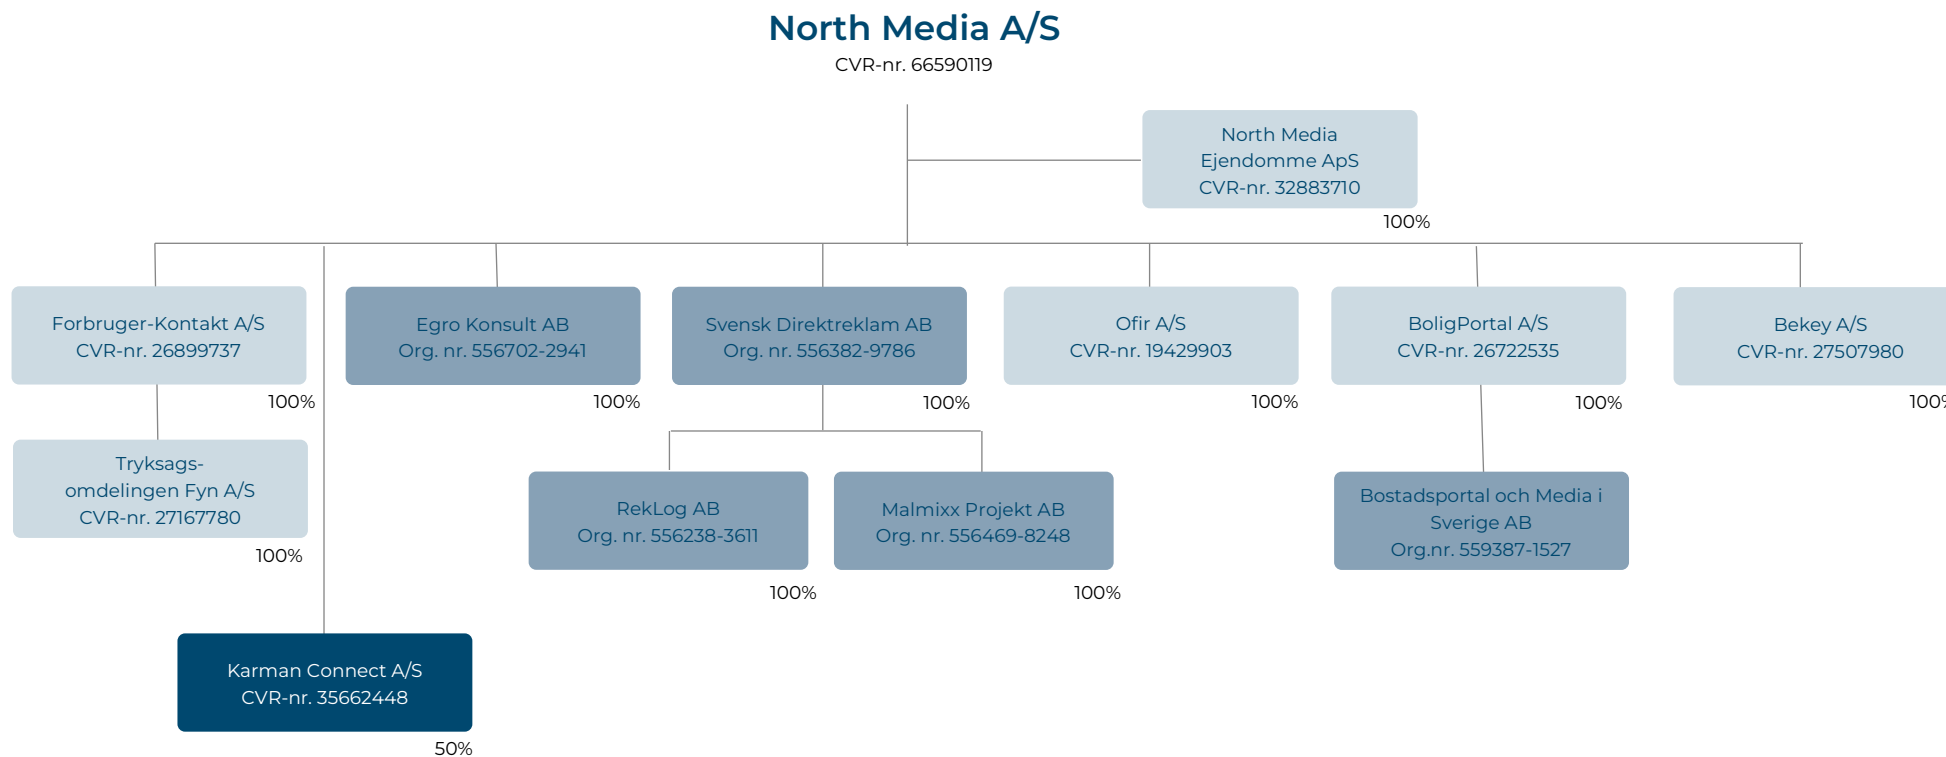 North Media A/S
CVR-nr. 66590119
North Media
Ejendomme ApS
CVR-nr. 32883710
100%
Forbruger-Kontakt A/S
CVR-nr. 26899737
100%
Egro Konsult AB
Org. nr. 556702-2941
100%
Svensk Direktreklam AB
Org. nr. 556382-9786
100%
Ofir A/S
CVR-nr. 19429903
100%
BoligPortal A/S
CVR-nr. 26722535
100%
Bekey A/S
CVR-nr. 27507980
100%
Tryksags-
omdelingen Fyn A/S
CVR-nr. 27167780
100%
RekLog AB
Org. nr. 556238-3611
100%
Malmixx Projekt AB
Org. nr. 556469-8248
100%
Bostadsportal och Media i
Sverige AB
Org.nr. 559387-1527
Karman Connect A/S
CVR-nr. 35662448
50%